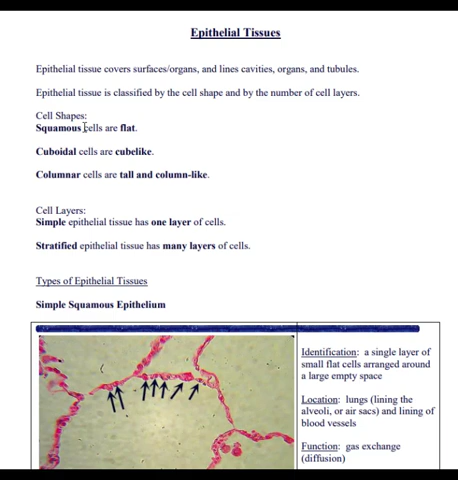 Epithelial Tissues
Epithelial tissue covers surfaces/organs, and lines cavities, organs, and tubules.
Epithelial tissue is classified by the cell shape and by the number of cell layers.
Cell Shapes:
Squamous cells are flat.
Cuboidal cells are cubelike.
Columnar cells are tall and column-like.
Cell Layers:
Simple epithelial tissue has one layer of cells.
Stratified epithelial tissue has many layers of cells.
Types of Epithelial Tissues
Simple Squamous Epithelium
Identification: a single layer of
small flat cells arranged around
a large empty space
Location: lungs (lining the
alveoli, or air sacs) and lining of
blood vessels
Function: gas exchange
(diffusion)